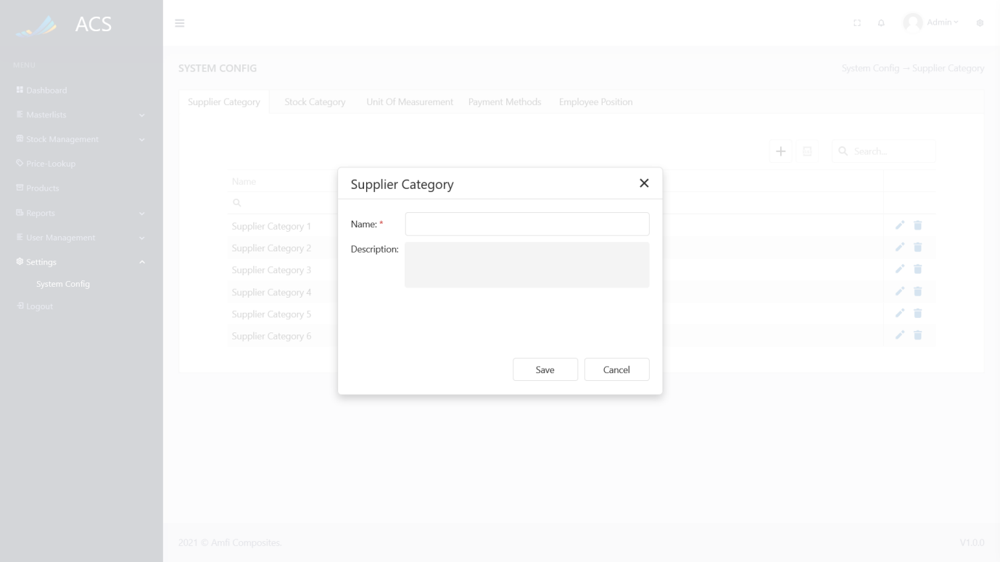 ACS
Admin
MENU
SYSTEM CONFIG
System Config → Supplier Category
Dashboard
Masterlists
Stock Management
Price-Lookup
Products
Reports
User Management
Settings
System Config
Logout
Supplier Category Stock Category Unit Of Measurement Payment Methods Employee Position
Search...
Name
Supplier Category 1
Supplier Category 2
Supplier Category 3
Supplier Category 4
Supplier Category 5
Supplier Category 6
Supplier Category
Name: *
Description:
Save Cancel
2021 © Amfi Composites.
V1.0.0